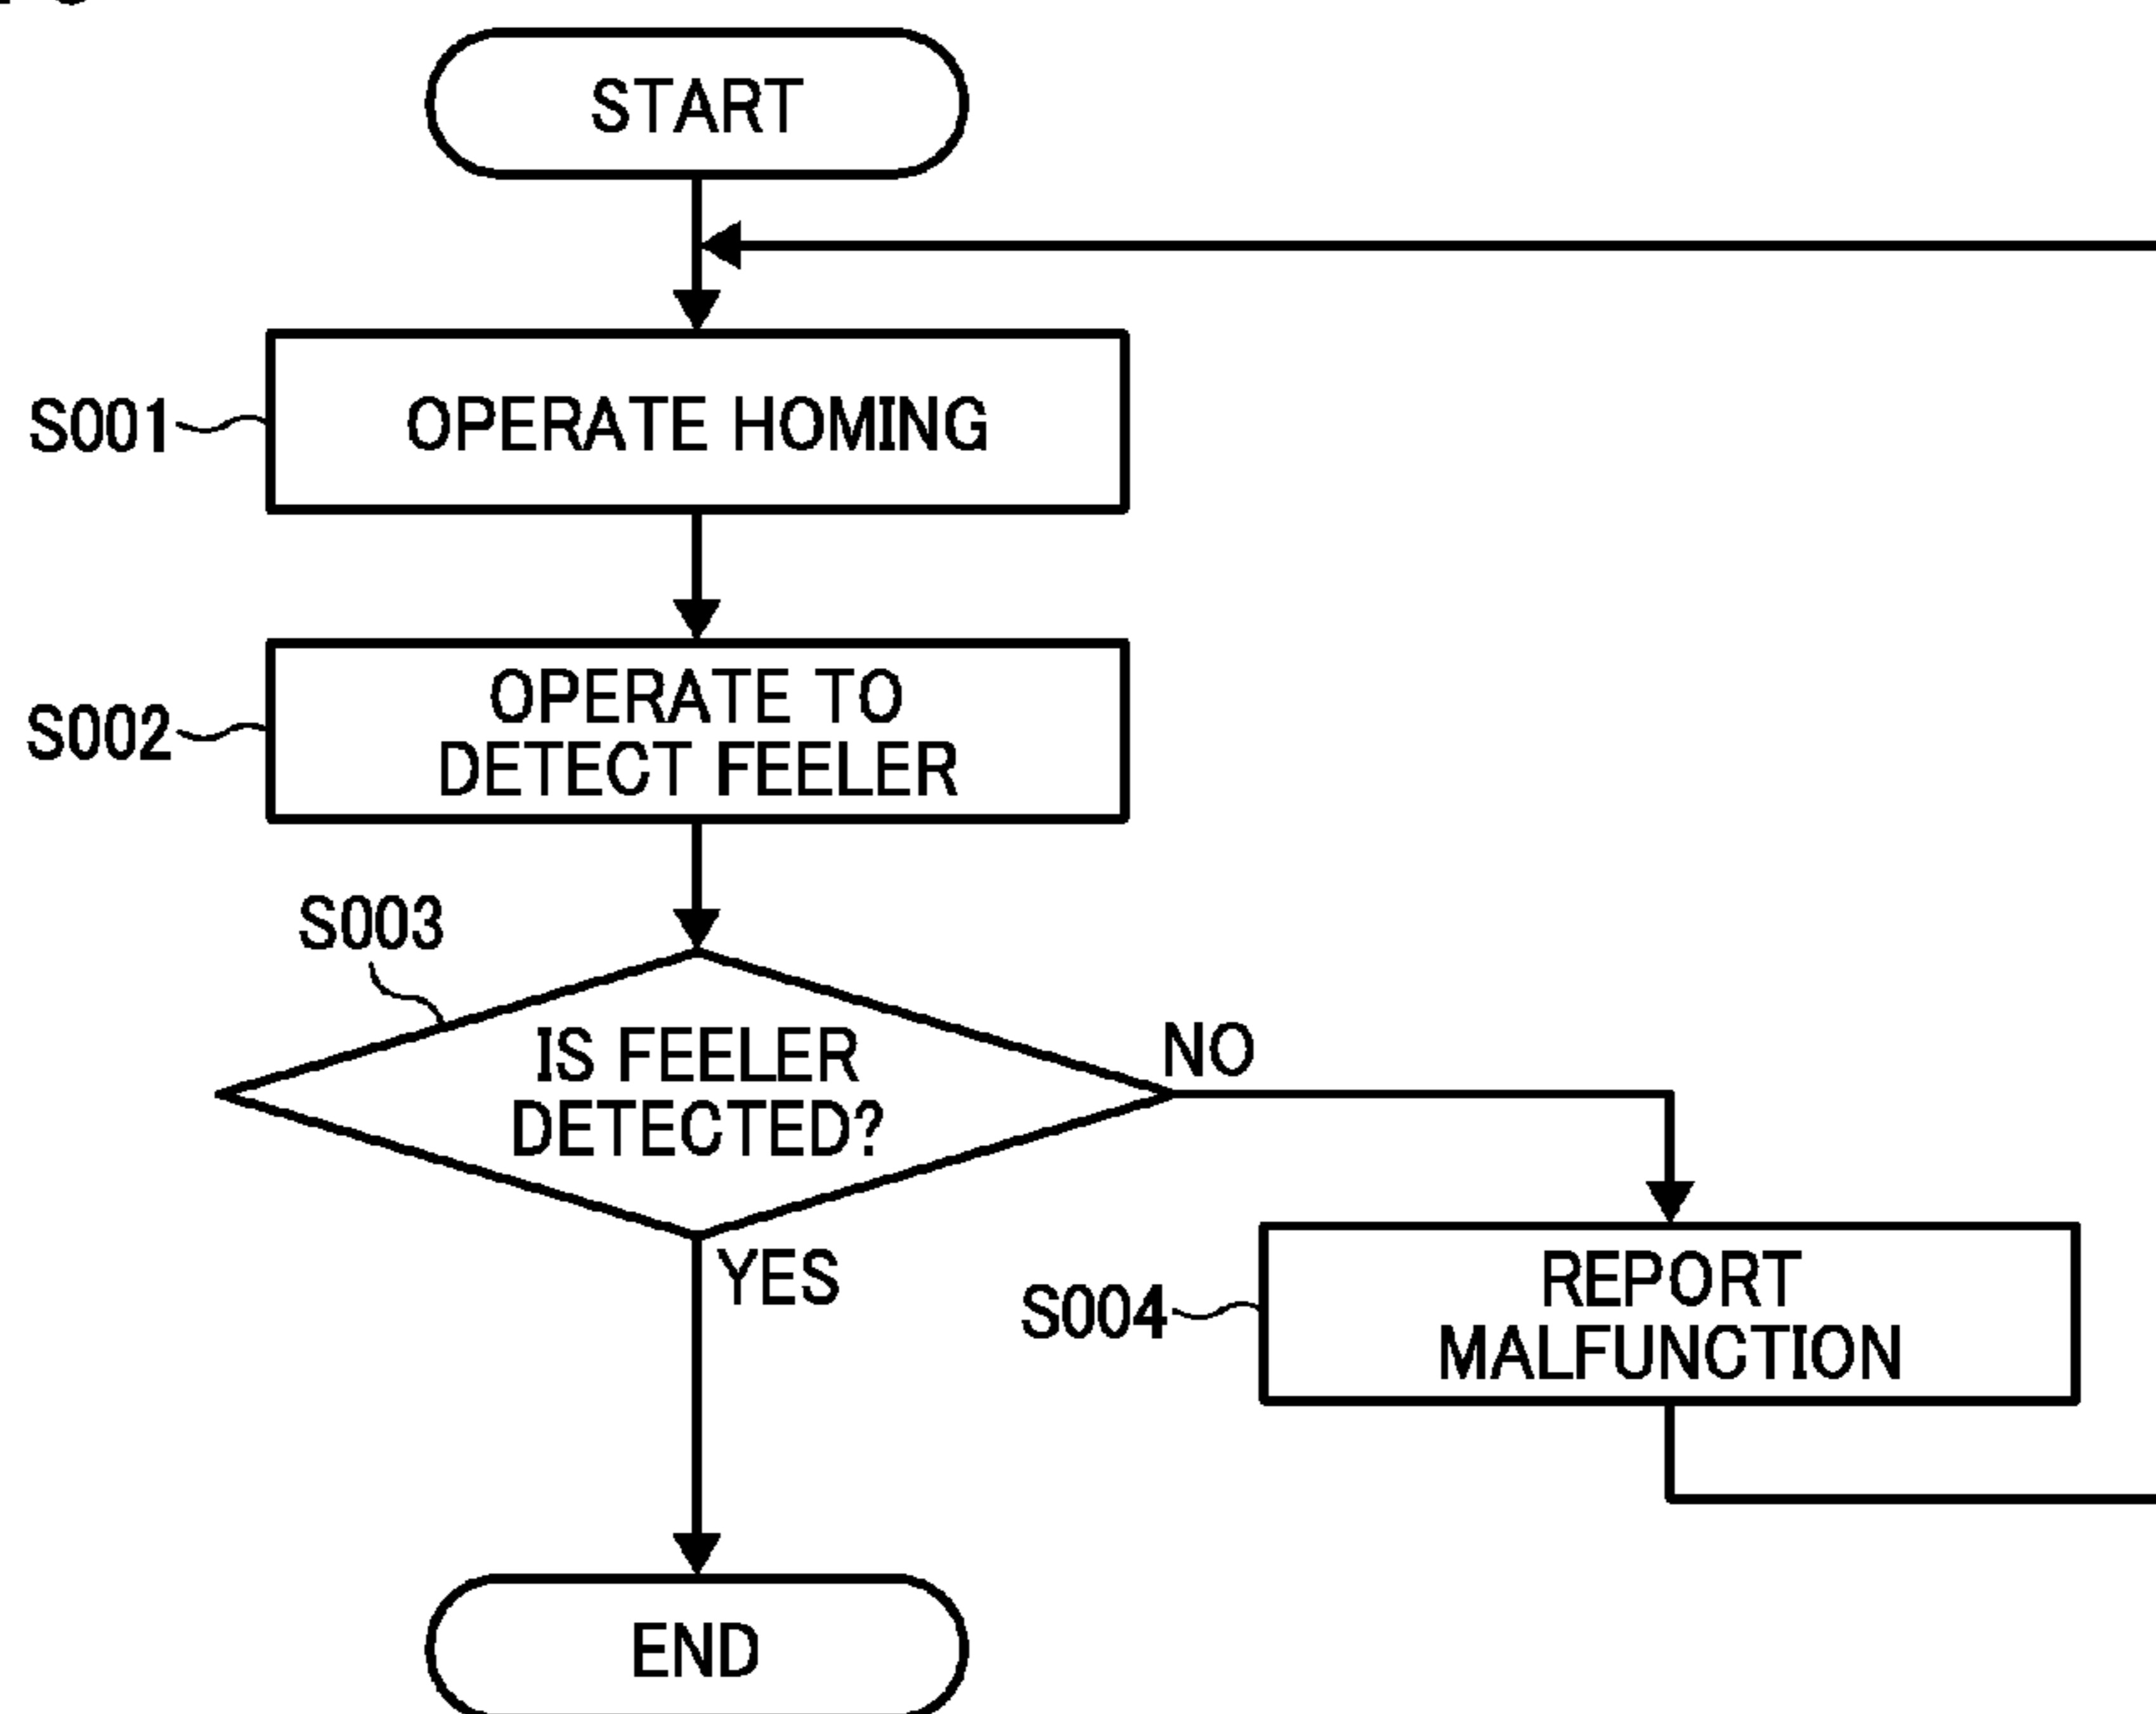 START
S001
OPERATE HOMING
S002
OPERATE TO
DETECT FEELER
S003
IS FEELER
DETECTED?
NO
YES
S004
REPORT
MALFUNCTION
END